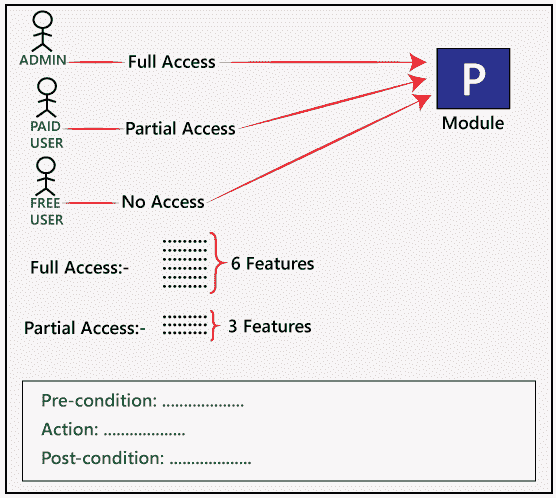 ADMIN
Full Access
P
Module
PAID
USER
Partial Access
FREE
USER
No Access
Full Access:-
6 Features
Partial Access:-
3 Features
Pre-condition: ...................
Action: ...................
Post-condition: ...................